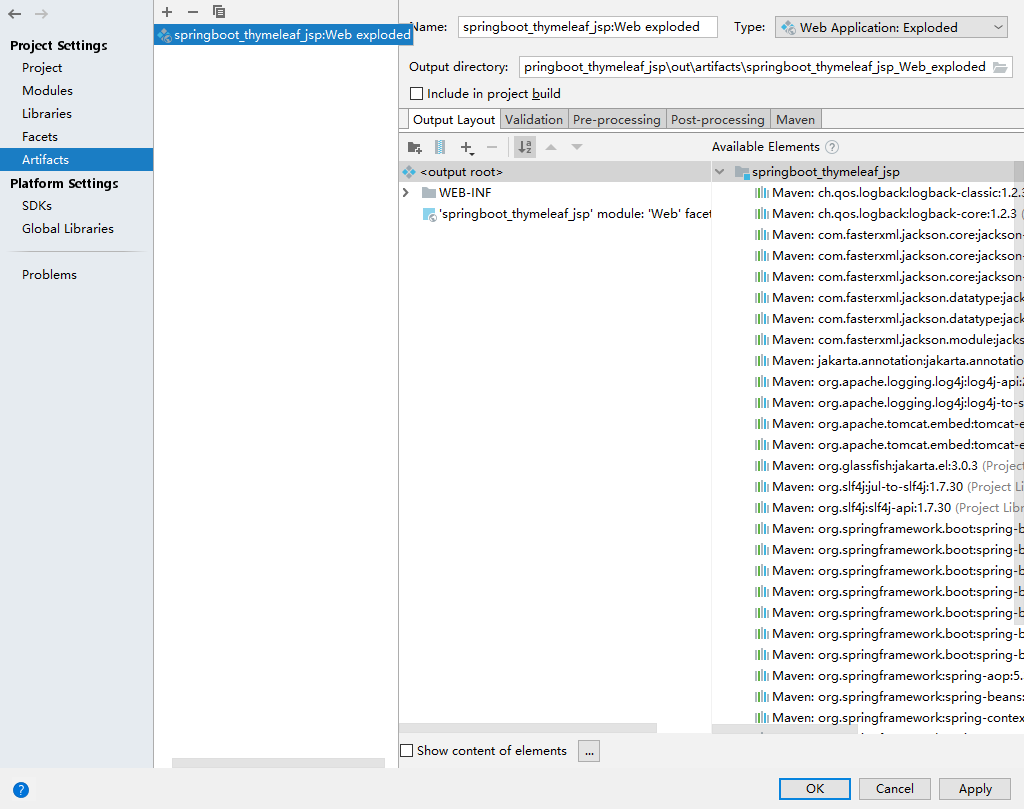 Project Settings
Project
Modules
Libraries
Facets
Artifacts
Platform Settings
SDKs
Global Libraries
Problems
springboot_thymeleaf_jsp:Web exploded
Name: springboot_thymeleaf_jsp:Web exploded Type: Web Application: Exploded
Output directory: pringboot_thymeleaf_jsp\out\artifacts\springboot_thymeleaf_jsp_Web_exploded
Include in project build
Output Layout Validation Pre-processing Post-processing Maven
Available Elements ?
<output root>
WEB-INF
'springboot_thymeleaf_jsp' module: 'Web' facet
springboot_thymeleaf_jsp
Maven: ch.qos.logback:logback-classic:1.2.3
Maven: ch.qos.logback:logback-core:1.2.3 (
Maven: com.fasterxml.jackson.core:jackson-
Maven: com.fasterxml.jackson.core:jackson-
Maven: com.fasterxml.jackson.core:jackson-
Maven: com.fasterxml.jackson.datatype:jack
Maven: com.fasterxml.jackson.datatype:jack
Maven: com.fasterxml.jackson.module:jacks
Maven: jakarta.annotation:jakarta.annotatio
Maven: org.apache.logging.log4j:log4j-api:2
Maven: org.apache.logging.log4j:log4j-to-s
Maven: org.apache.tomcat.embed:tomcat-e
Maven: org.apache.tomcat.embed:tomcat-e
Maven: org.glassfish:jakarta.el:3.0.3 (Projec
Maven: org.slf4j:jul-to-slf4j:1.7.30 (Project Li
Maven: org.slf4j:slf4j-api:1.7.30 (Project Libr
Maven: org.springframework.boot:spring-b
Maven: org.springframework.boot:spring-b
Maven: org.springframework.boot:spring-b
Maven: org.springframework.boot:spring-b
Maven: org.springframework.boot:spring-b
Maven: org.springframework.boot:spring-b
Maven: org.springframework.boot:spring-b
Maven: org.springframework:spring-aop:5.
Maven: org.springframework:spring-beans:
Maven: org.springframework:spring-contex
Show content of elements ...
? OK Cancel Apply